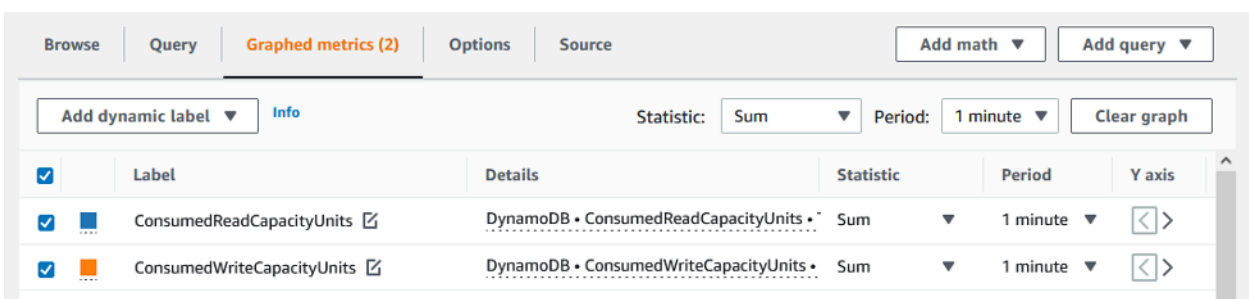 Browse Query Graphed metrics (2) Options Source Add math Add query
Add dynamic label Info Statistic: Sum Period: 1 minute Clear graph
Label Details Statistic Period Y axis
ConsumedReadCapacityUnits DynamoDB • ConsumedReadCapacityUnits • Sum 1 minute
ConsumedWriteCapacityUnits DynamoDB • ConsumedWriteCapacityUnits • Sum 1 minute